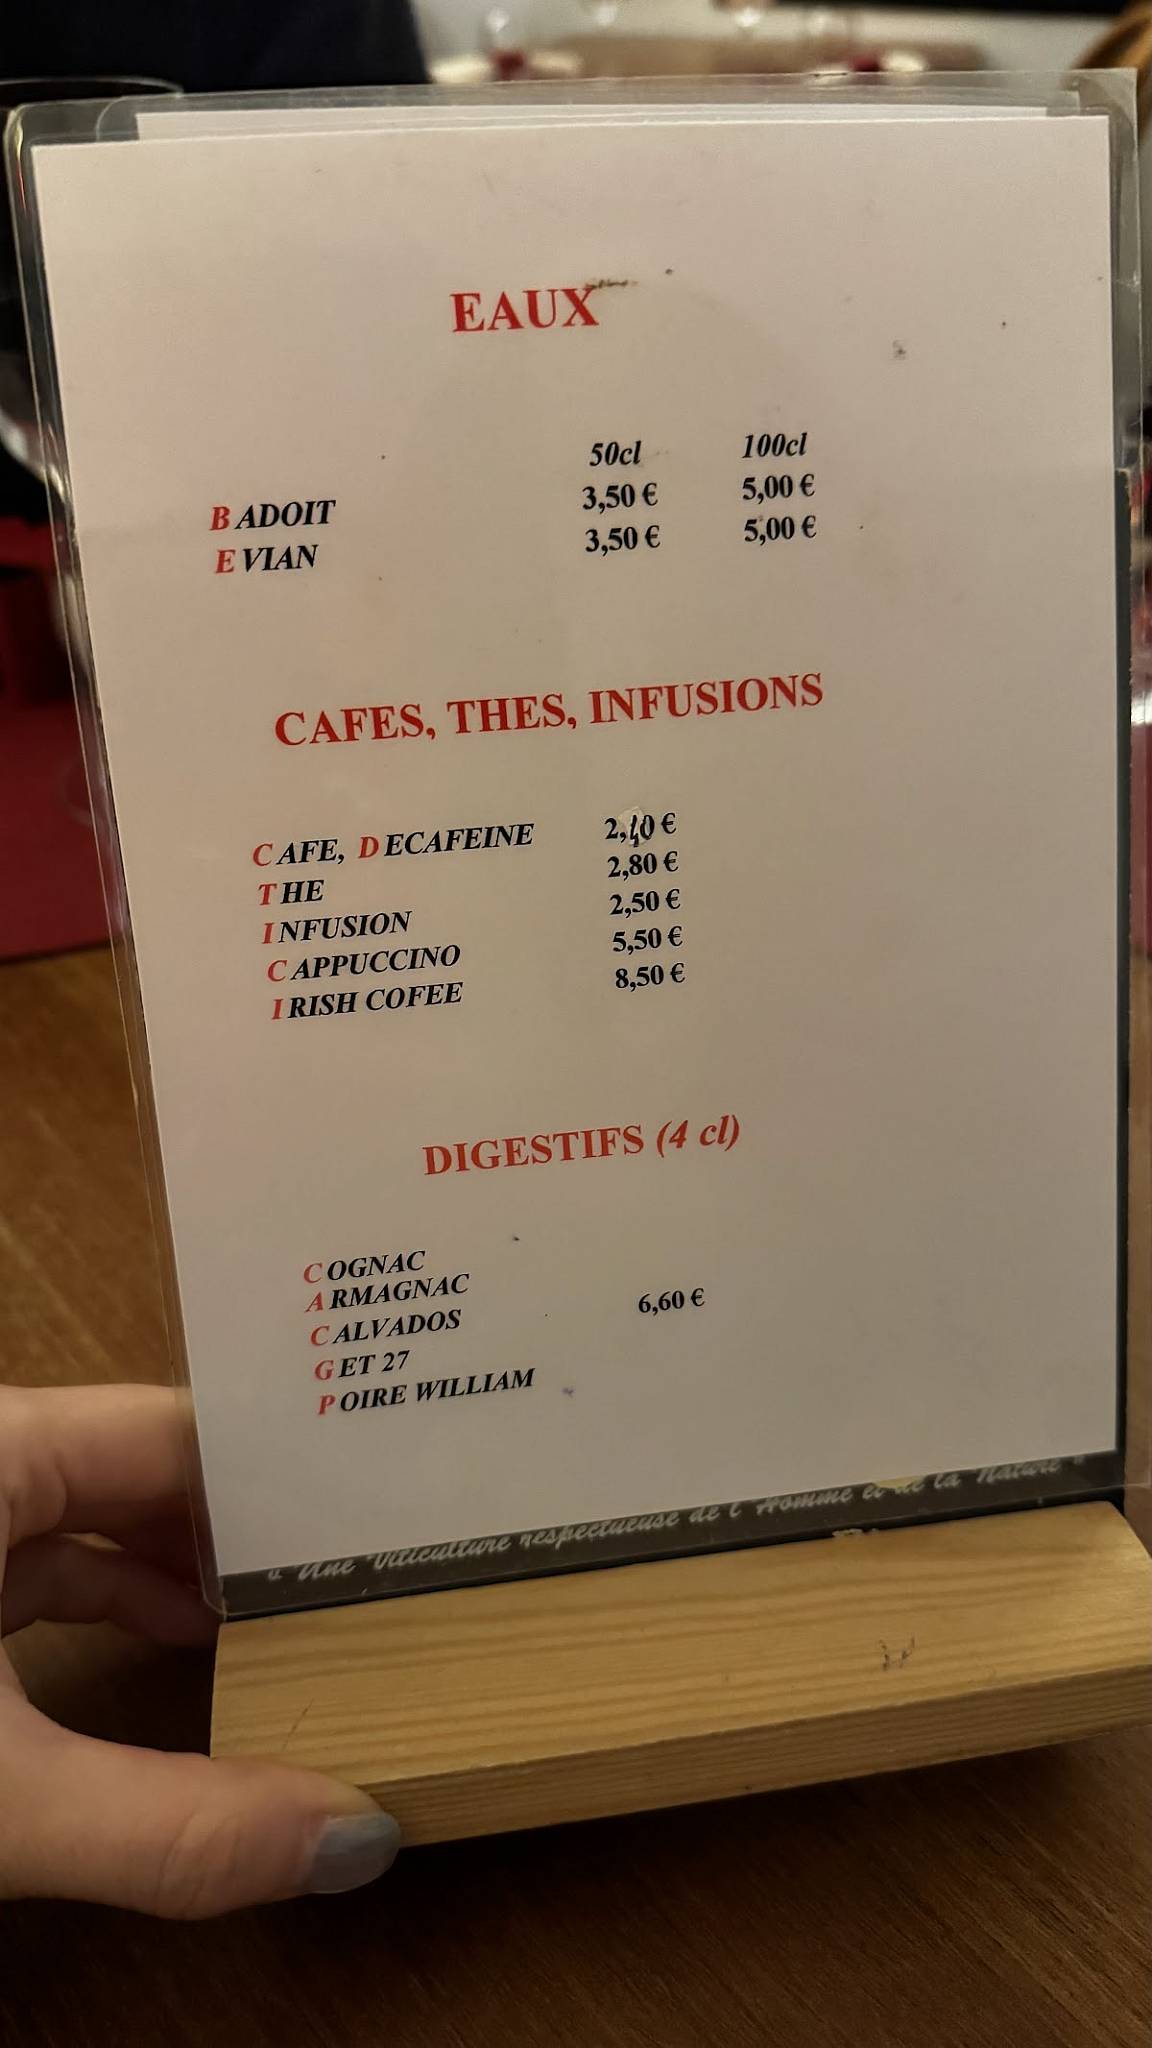 EAUX
50cl 100cl
BADOIT 3,50 € 5,00 €
EVIAN 3,50 € 5,00 €
CAFES, THES, INFUSIONS
CAFE, DECAFEINE 2,10 €
THE 2,80 €
INFUSION 2,50 €
CAPPUCCINO 5,50 €
IRISH COFEE 8,50 €
DIGESTIFS (4 cl)
COGNAC
ARMAGNAC
CALVADOS 6,60 €
GET 27
POIRE WILLIAM
" Une Viticulture respectueuse de l'Homme et de la Nature "